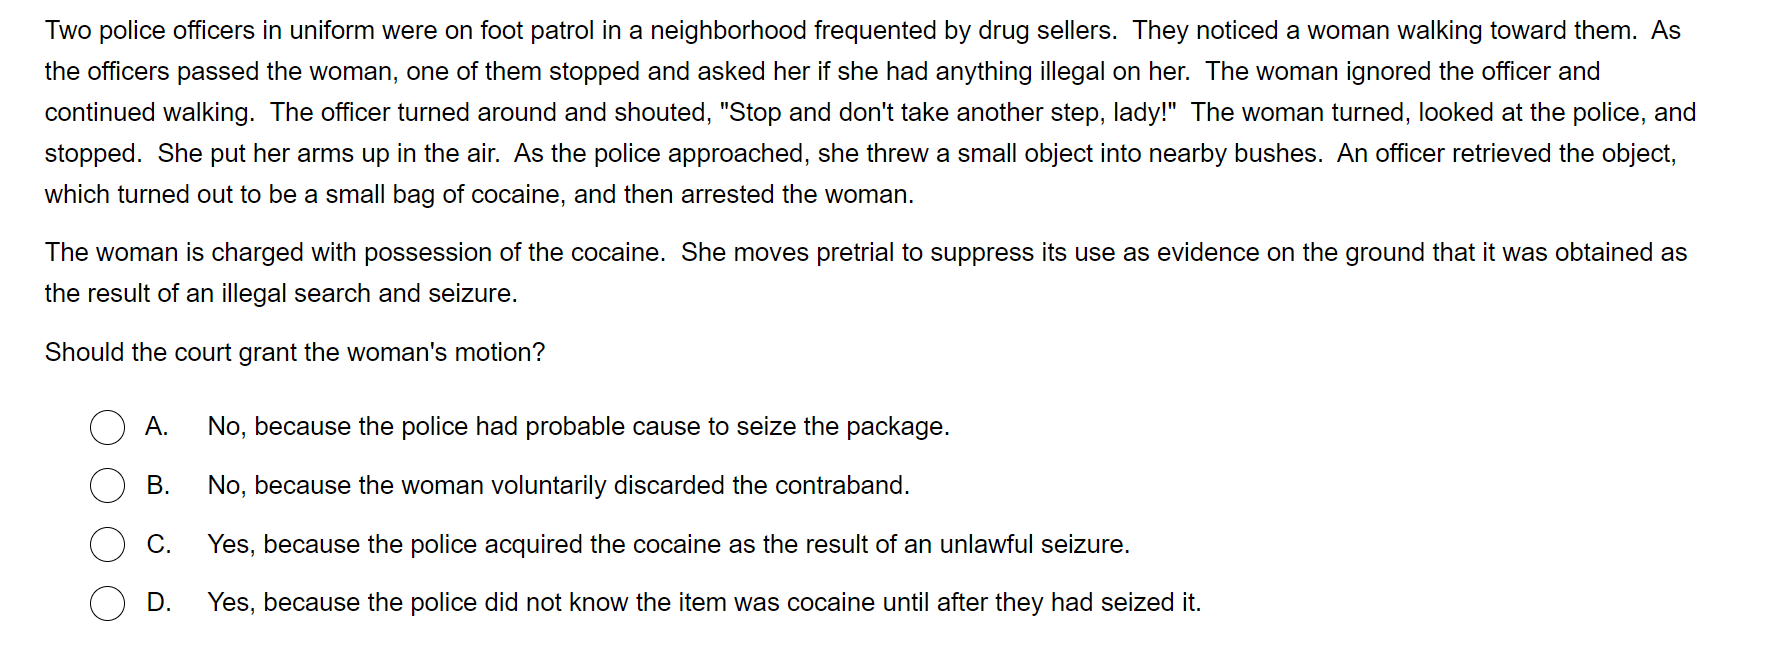 Two police officers in uniform were on foot patrol in a neighborhood frequented by drug sellers.  They noticed a woman walking toward them.  As
the officers passed the woman, one of them stopped and asked her if she had anything illegal on her.  The woman ignored the officer and
continued walking.  The officer turned around and shouted, "Stop and don't take another step, lady!"  The woman turned, looked at the police, and
stopped.  She put her arms up in the air.  As the police approached, she threw a small object into nearby bushes.  An officer retrieved the object,
which turned out to be a small bag of cocaine, and then arrested the woman.
The woman is charged with possession of the cocaine.  She moves pretrial to suppress its use as evidence on the ground that it was obtained as
the result of an illegal search and seizure.
Should the court grant the woman's motion?
A. No, because the police had probable cause to seize the package.
B. No, because the woman voluntarily discarded the contraband.
C. Yes, because the police acquired the cocaine as the result of an unlawful seizure.
D. Yes, because the police did not know the item was cocaine until after they had seized it.